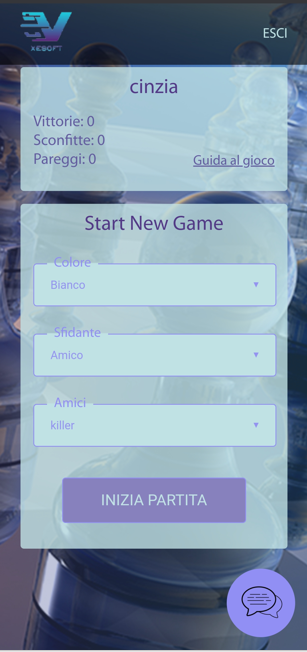 XESOFT
ESCI
cinzia
Vittorie: 0
Sconfitte: 0
Pareggi: 0
Guida al gioco
Start New Game
Colore
Bianco
Sfidante
Amico
Amici
killer
INIZIA PARTITA